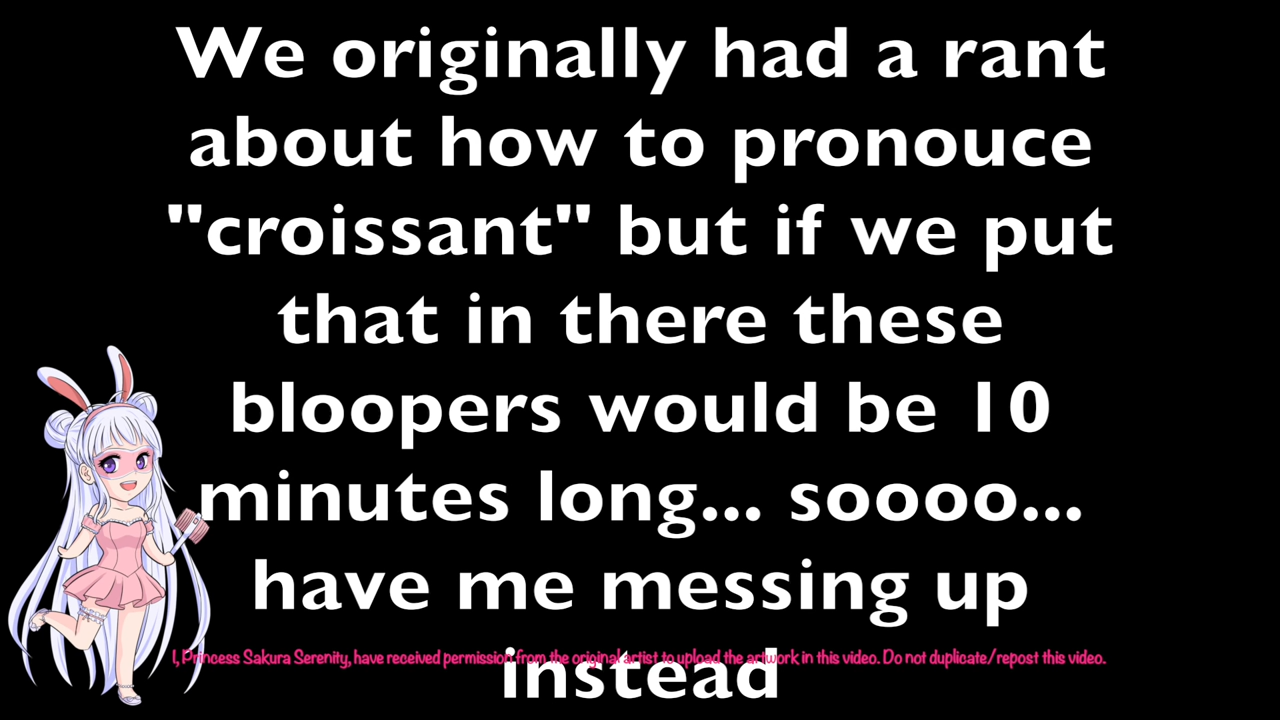 We originally had a rant
about how to pronouce
"croissant" but if we put
that in there these
bloopers would be 10
minutes long... soooo...
have me messing up
instead
I, Princess Sakura Serenity, have received permission from the original artist to upload the artwork in this video. Do not duplicate/repost this video.